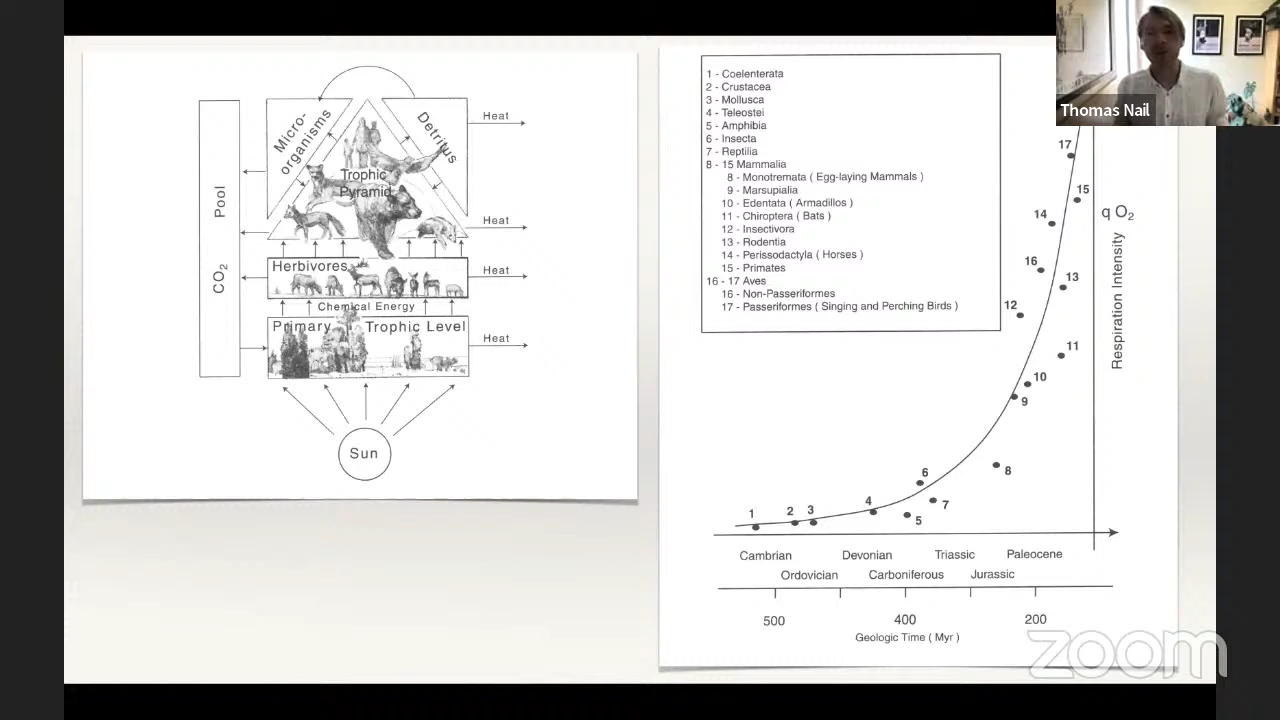 Micro-
organisms
Detritus
Heat
Trophic
Pyramid
Heat
CO2 Pool
Herbivores
Heat
Chemical Energy
Primary Trophic Level
Heat
Sun
1 - Coelenterata
2 - Crustacea
3 - Mollusca
4 - Teleostei
5 - Amphibia
6 - Insecta
7 - Reptilia
8 - 15 Mammalia
8 - Monotremata ( Egg-laying Mammals )
9 - Marsupialia
10 - Edentata ( Armadillos )
11 - Chiroptera ( Bats )
12 - Insectivora
13 - Rodentia
14 - Perissodactyla ( Horses )
15 - Primates
16 - 17 Aves
16 - Non-Passeriformes
17 - Passeriformes ( Singing and Perching Birds )
Thomas Nail
17
15
14
q O2
16
13
12
Respiration Intensity
11
10
9
8
6
7
4
5
1 2 3
Cambrian Devonian Triassic Paleocene
Ordovician Carboniferous Jurassic
500 400 200
Geologic Time ( Myr )
zoom